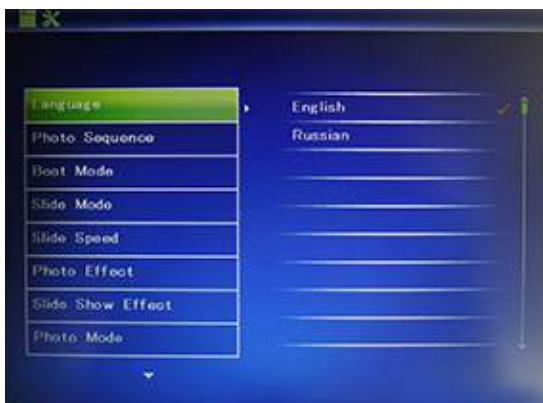 Language
English
Photo Sequence
Russian
Boot Mode
Slide Mode
Slide Speed
Photo Effect
Slide Show Effect
Photo Mode